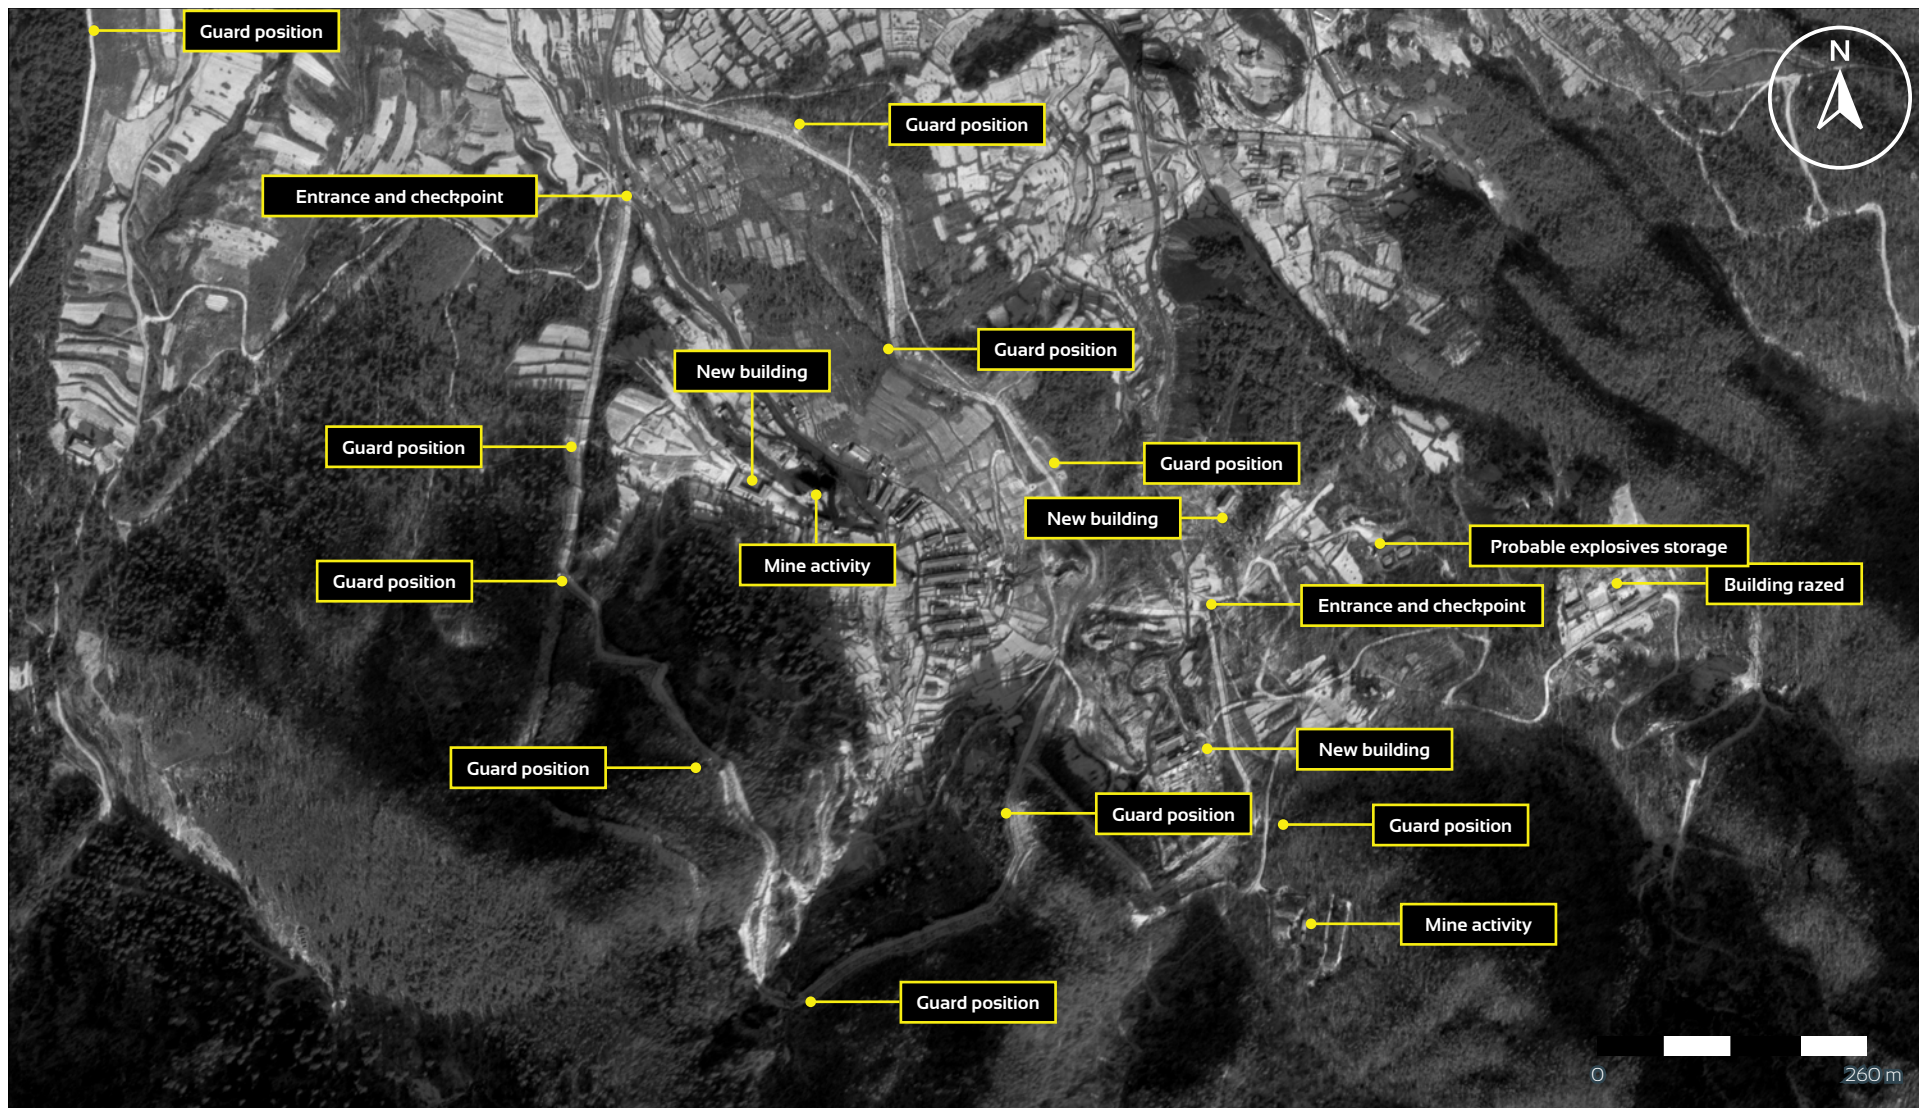 Guard position
N
Guard position
Entrance and checkpoint
Guard position
New building
Guard position
Guard position
New building
Probable explosives storage
Mine activity
Guard position
Building razed
Entrance and checkpoint
New building
Guard position
Guard position
Guard position
Mine activity
Guard position
0
260 m